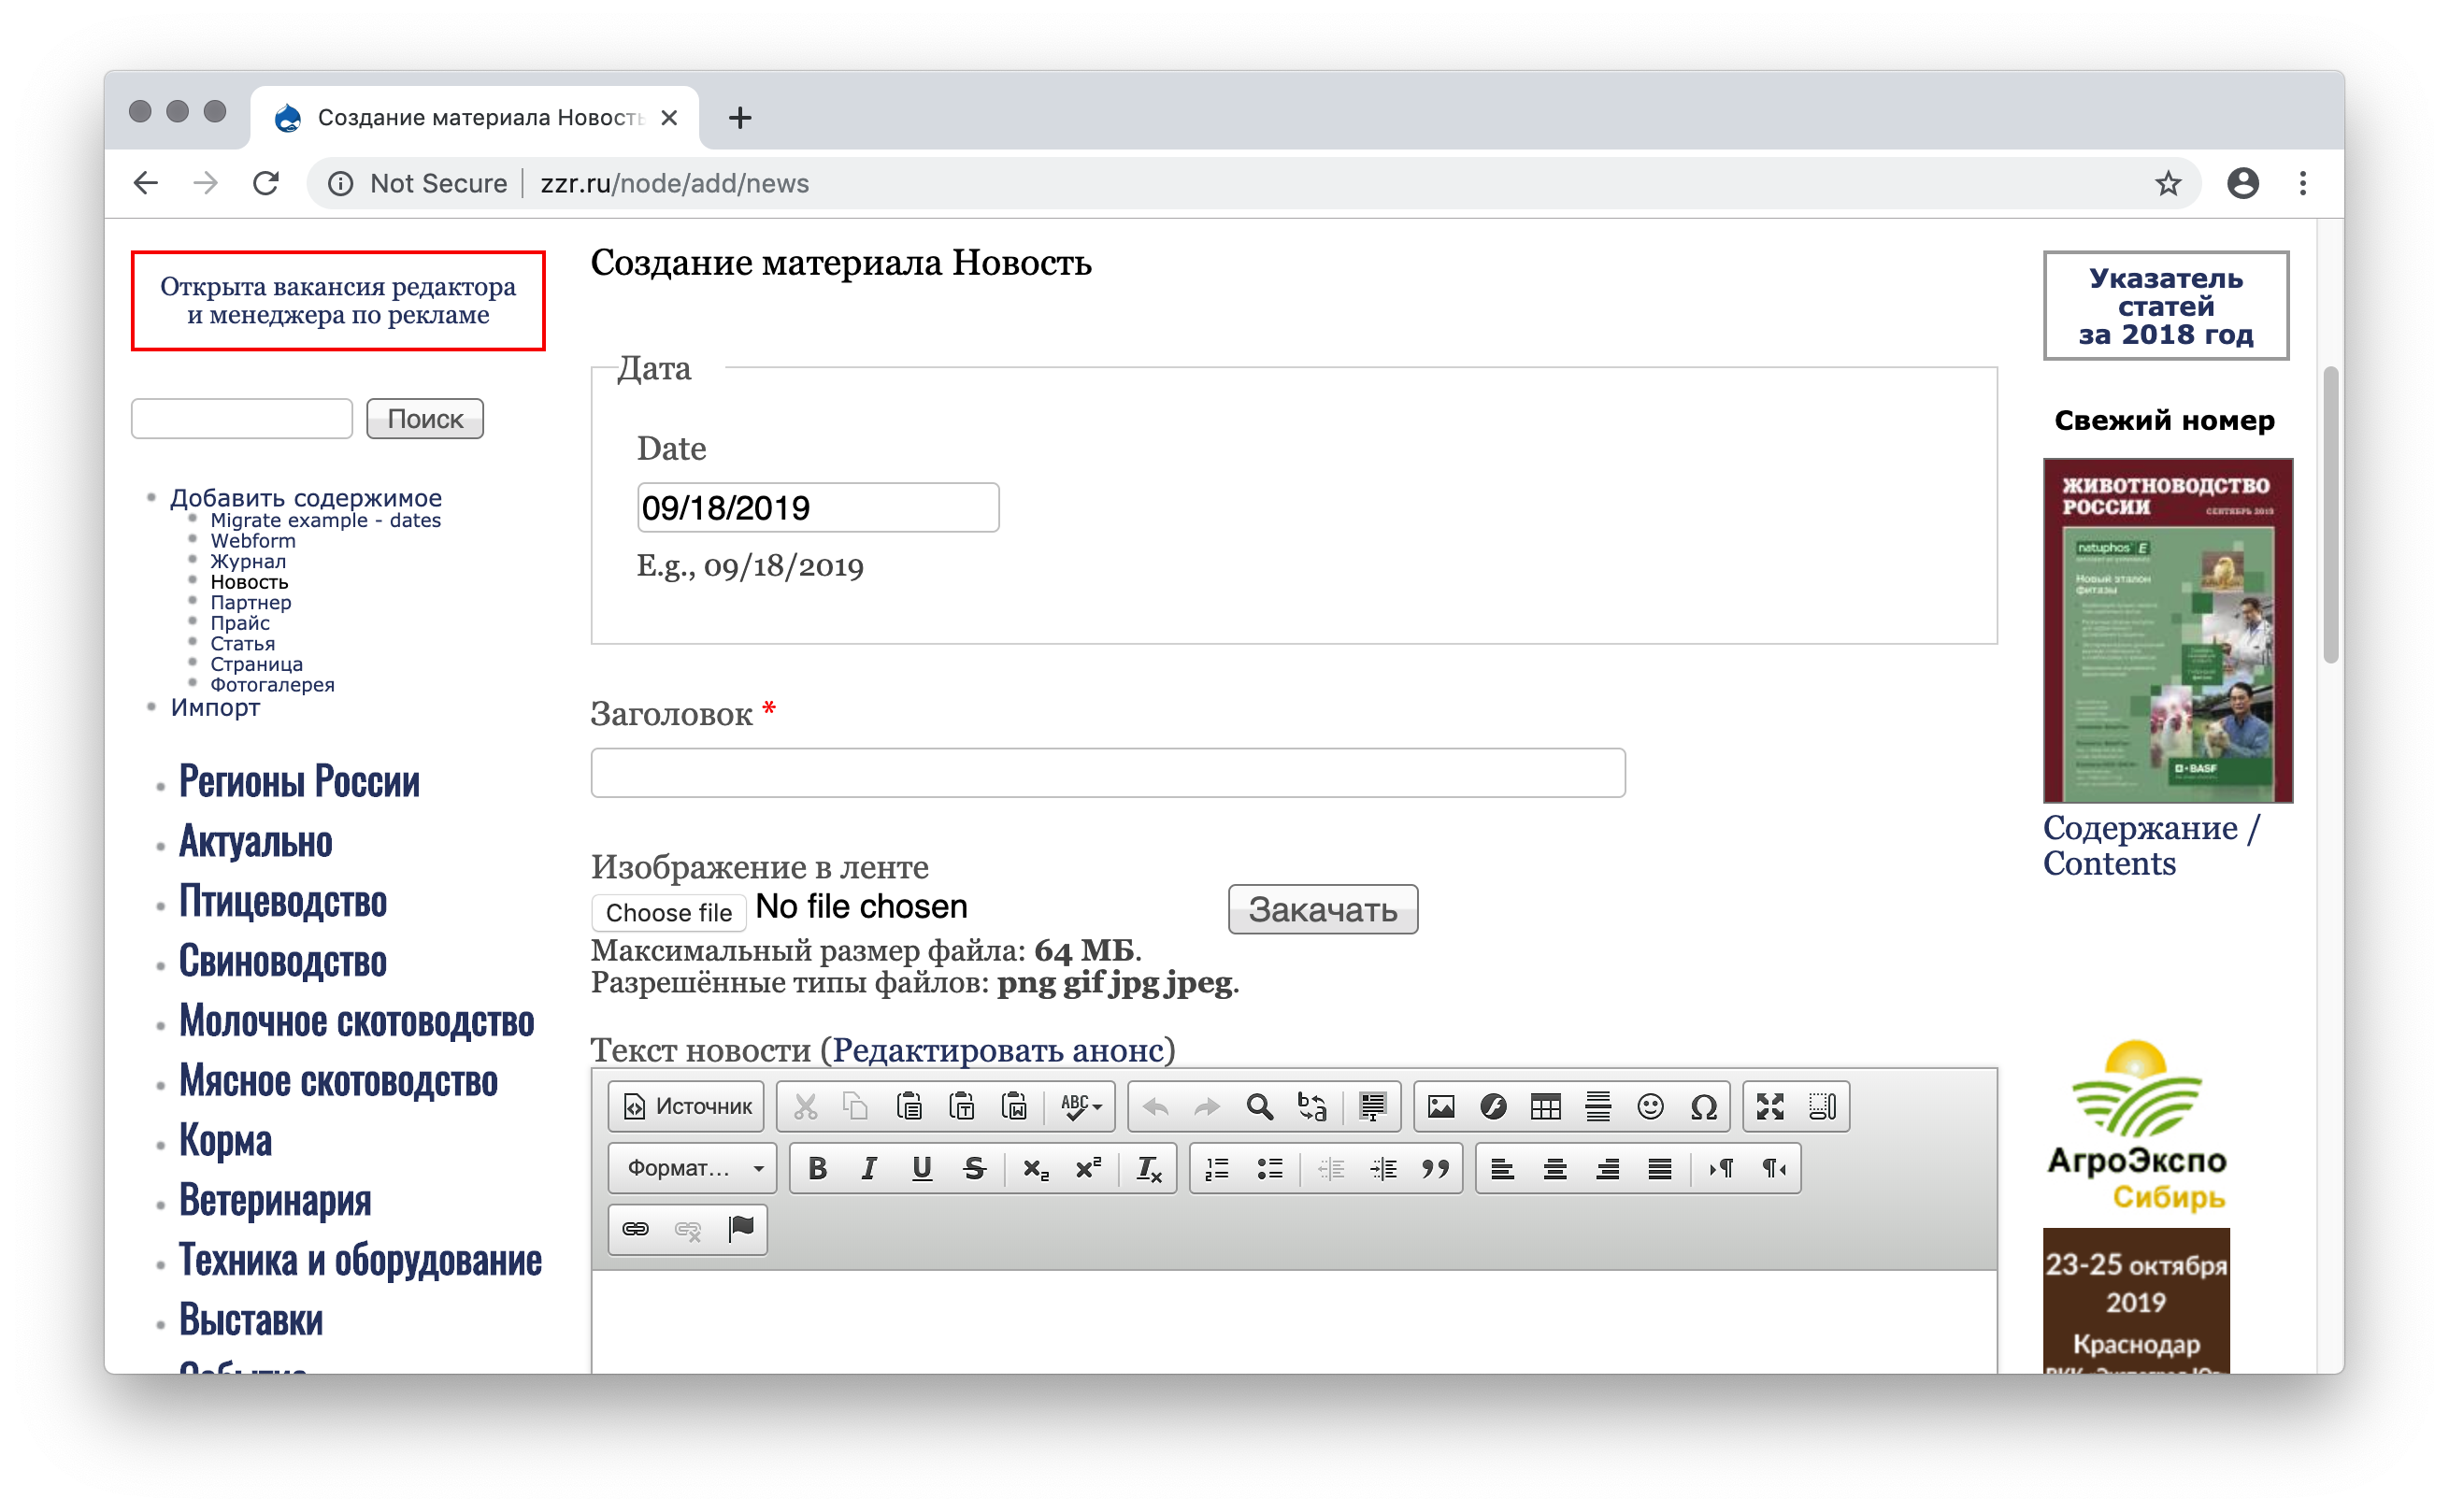 Создание материала Новость
Not Secure
zzr.ru/node/add/news
Открыта вакансия редактора
и менеджера по рекламе
Поиск
Добавить содержимое
Migrate example - dates
Webform
Журнал
Новость
Партнер
Прайс
Статья
Страница
Фотогалерея
Импорт
Регионы России
Актуально
Птицеводство
Свиноводство
Молочное скотоводство
Мясное скотоводство
Корма
Ветеринария
Техника и оборудование
Выставки
Создание материала Новость
Дата
Date
09/18/2019
E.g., 09/18/2019
Заголовок *
Изображение в ленте
Choose file No file chosen
Закачать
Максимальный размер файла: 64 МБ.
Разрешённые типы файлов: png gif jpg jpeg.
Текст новости (Редактировать анонс)
Источник
Формат...
Указатель
статей
за 2018 год
Свежий номер
ЖИВОТНОВОДСТВО
РОССИИ
СЕНТЯБРЬ 2019
natuphos E
Новый эталон
фитазы
BASF
Содержание /
Contents
АгроЭкспо
Сибирь
23-25 октября
2019
Краснодар